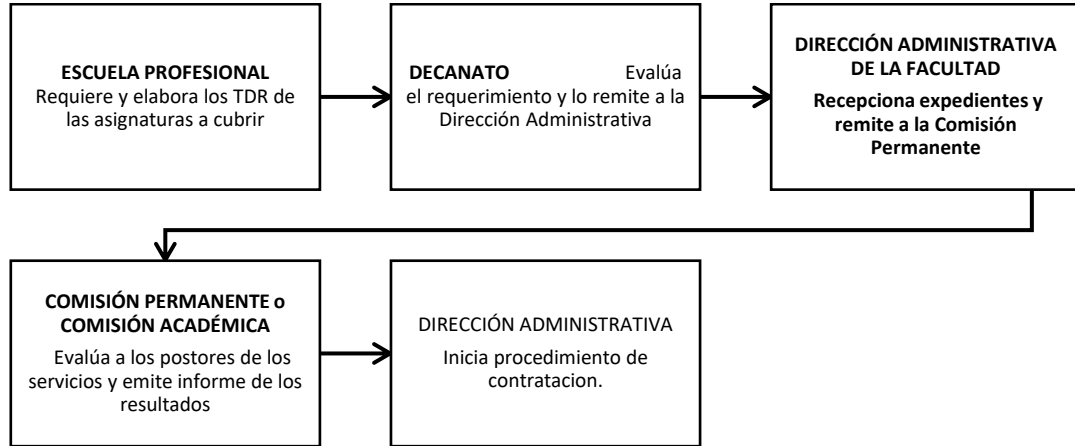 ESCUELA PROFESIONAL
Requiere y elabora los TDR de
las asignaturas a cubrir
DECANATO Evalúa
el requerimiento y lo remite a la
Dirección Administrativa
DIRECCIÓN ADMINISTRATIVA
DE LA FACULTAD
Recepciona expedientes y
remite a la Comisión
Permanente
COMISIÓN PERMANENTE o
COMISIÓN ACADÉMICA
Evalúa a los postores de los
servicios y emite informe de los
resultados
DIRECCIÓN ADMINISTRATIVA
Inicia procedimiento de
contratacion.